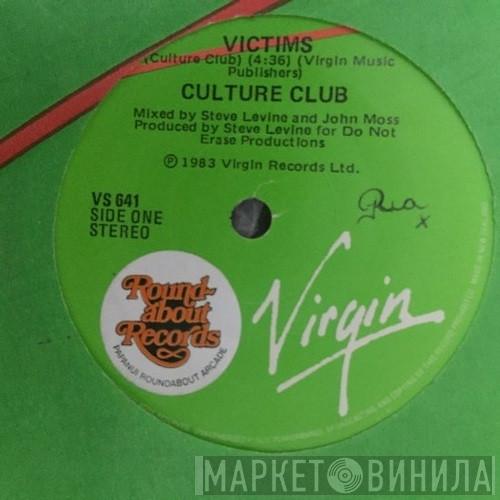 VICTIMS
(Culture Club) (4:36) (Virgin Music
Publishers)
CULTURE CLUB
Mixed by Steve Levine and John Moss
Produced by Steve Levine for Do Not
Erase Productions
℗ 1983 Virgin Records Ltd.
VS 641
SIDE ONE
STEREO
Ria
x
Round-
about
Records
PAPANUI ROUNDABOUT ARCADE
Virgin
МАРКЕТ ВИНИЛА